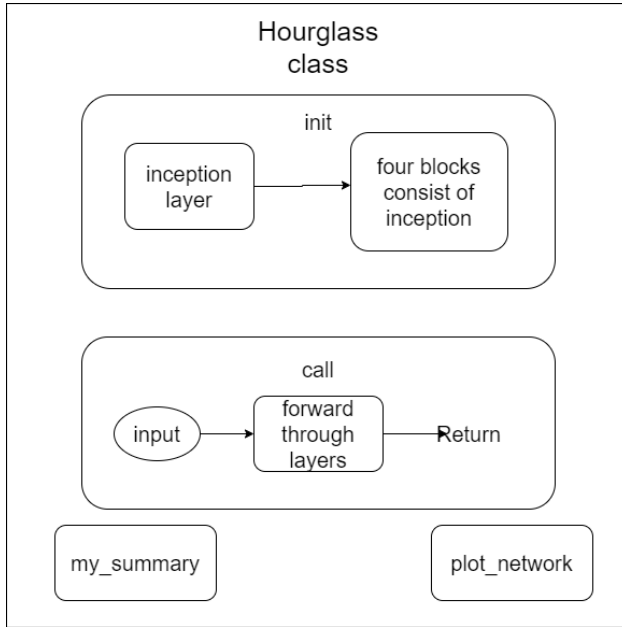 Hourglass
class
init
inception
layer
four blocks
consist of
inception
call
input
forward
through
layers
Return
my_summary
plot_network